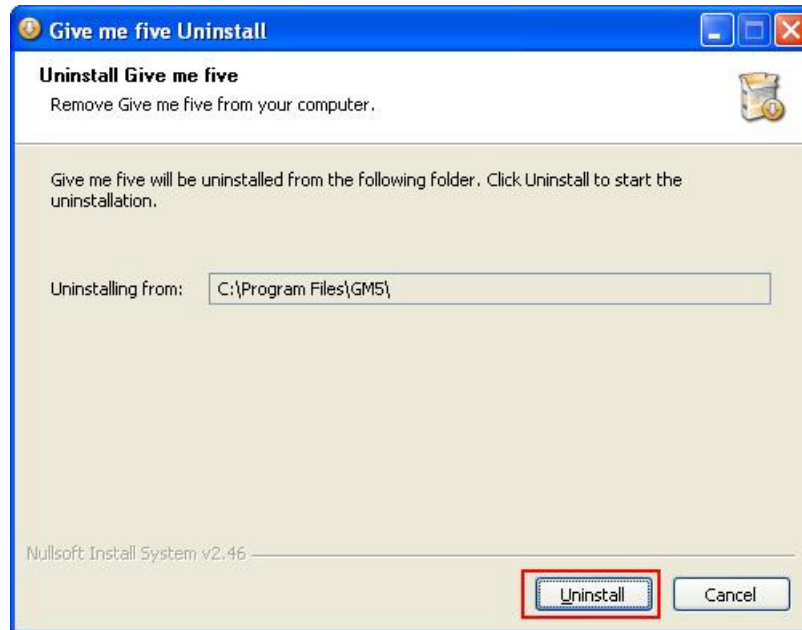 Give me five Uninstall
Uninstall Give me five
Remove Give me five from your computer.
Give me five will be uninstalled from the following folder. Click Uninstall to start the
uninstallation.
Uninstalling from: C:\Program Files\GM5\
Nullsoft Install System v2.46
Uninstall Cancel